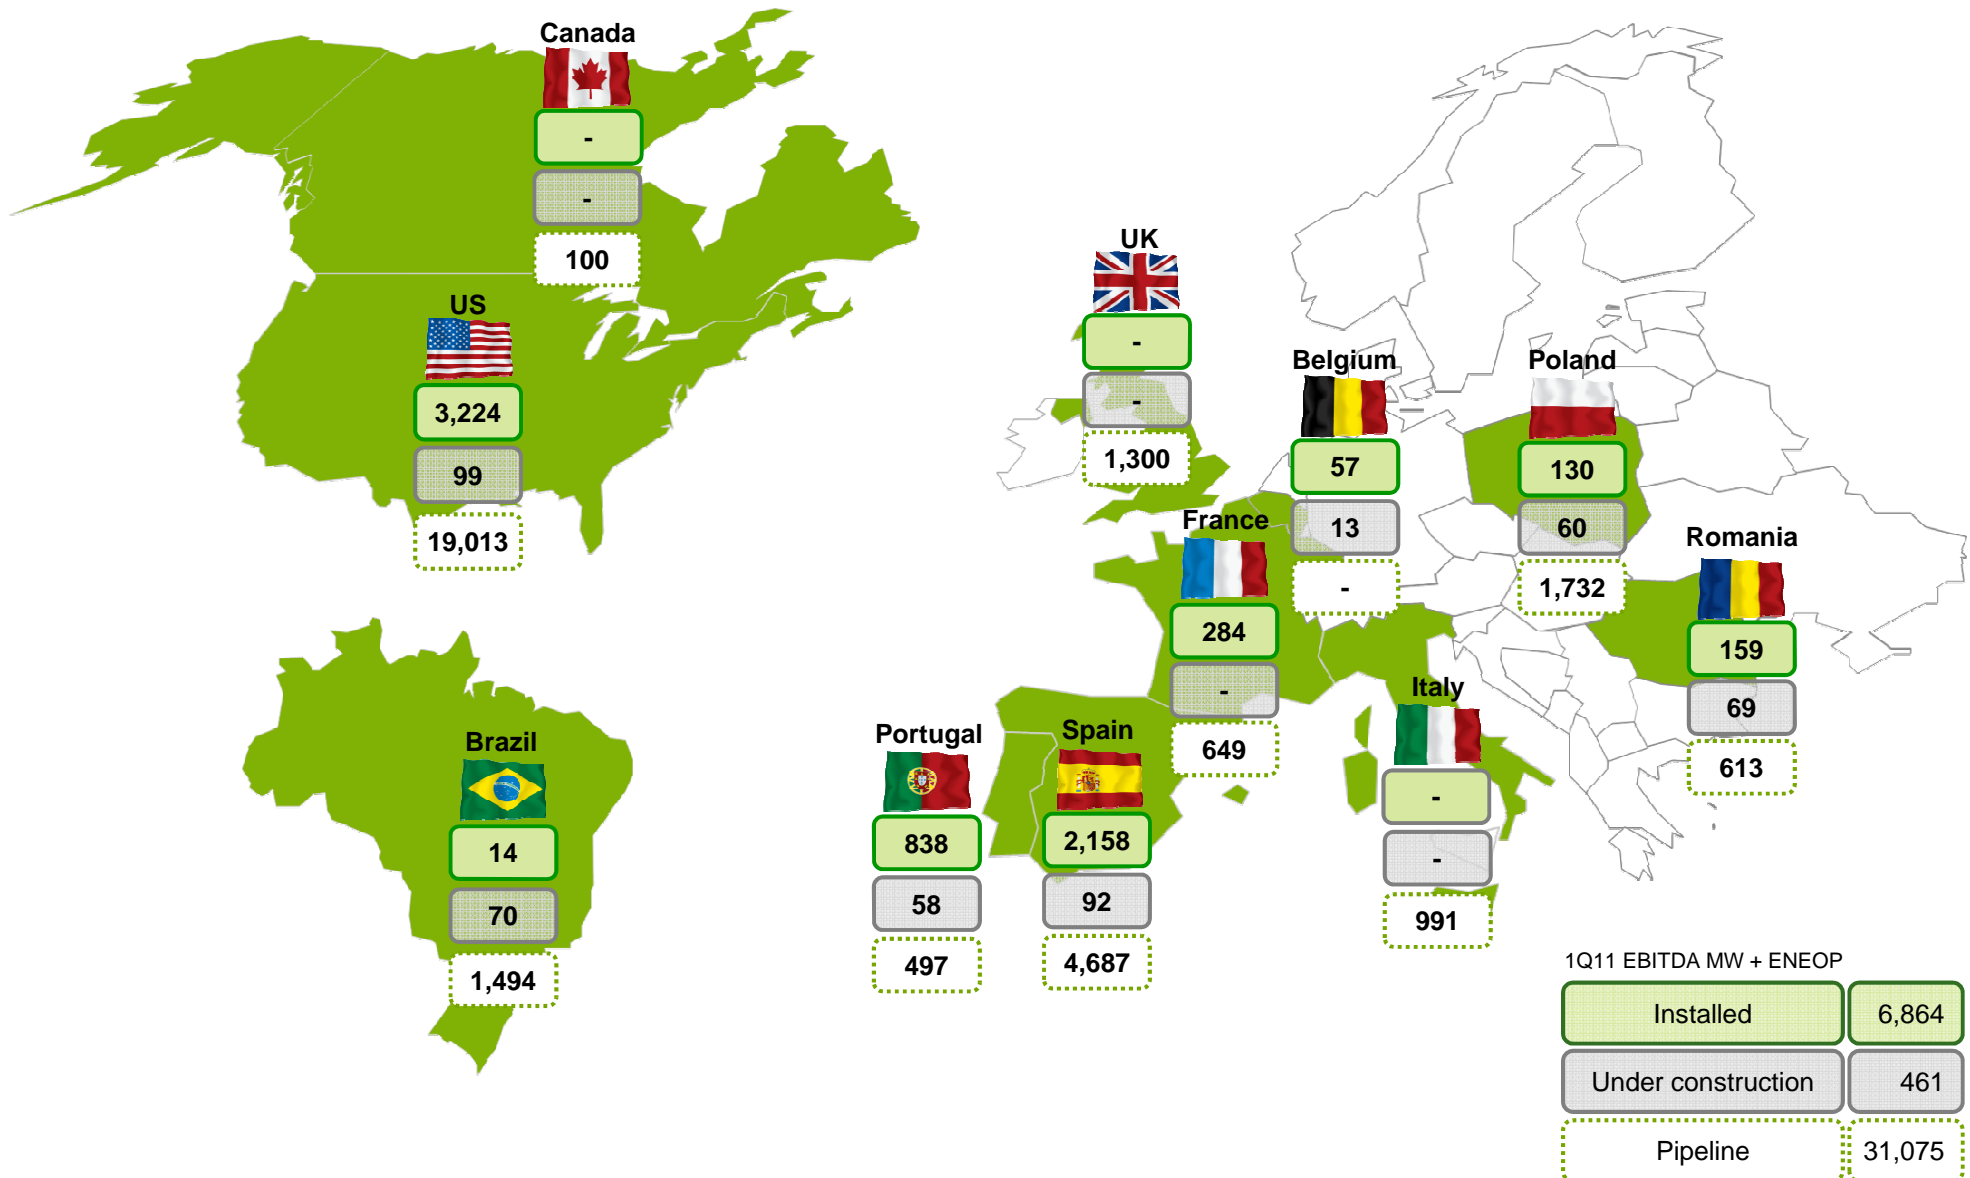 Canada
-
-
100
US
3,224
99
19,013
Brazil
14
70
1,494
UK
-
-
1,300
Belgium
57
13
-
Poland
130
60
1,732
France
284
-
649
Romania
159
69
613
Italy
-
-
991
Portugal
838
58
497
Spain
2,158
92
4,687
1Q11 EBITDA MW + ENEOP
Installed 6,864
Under construction 461
Pipeline 31,075